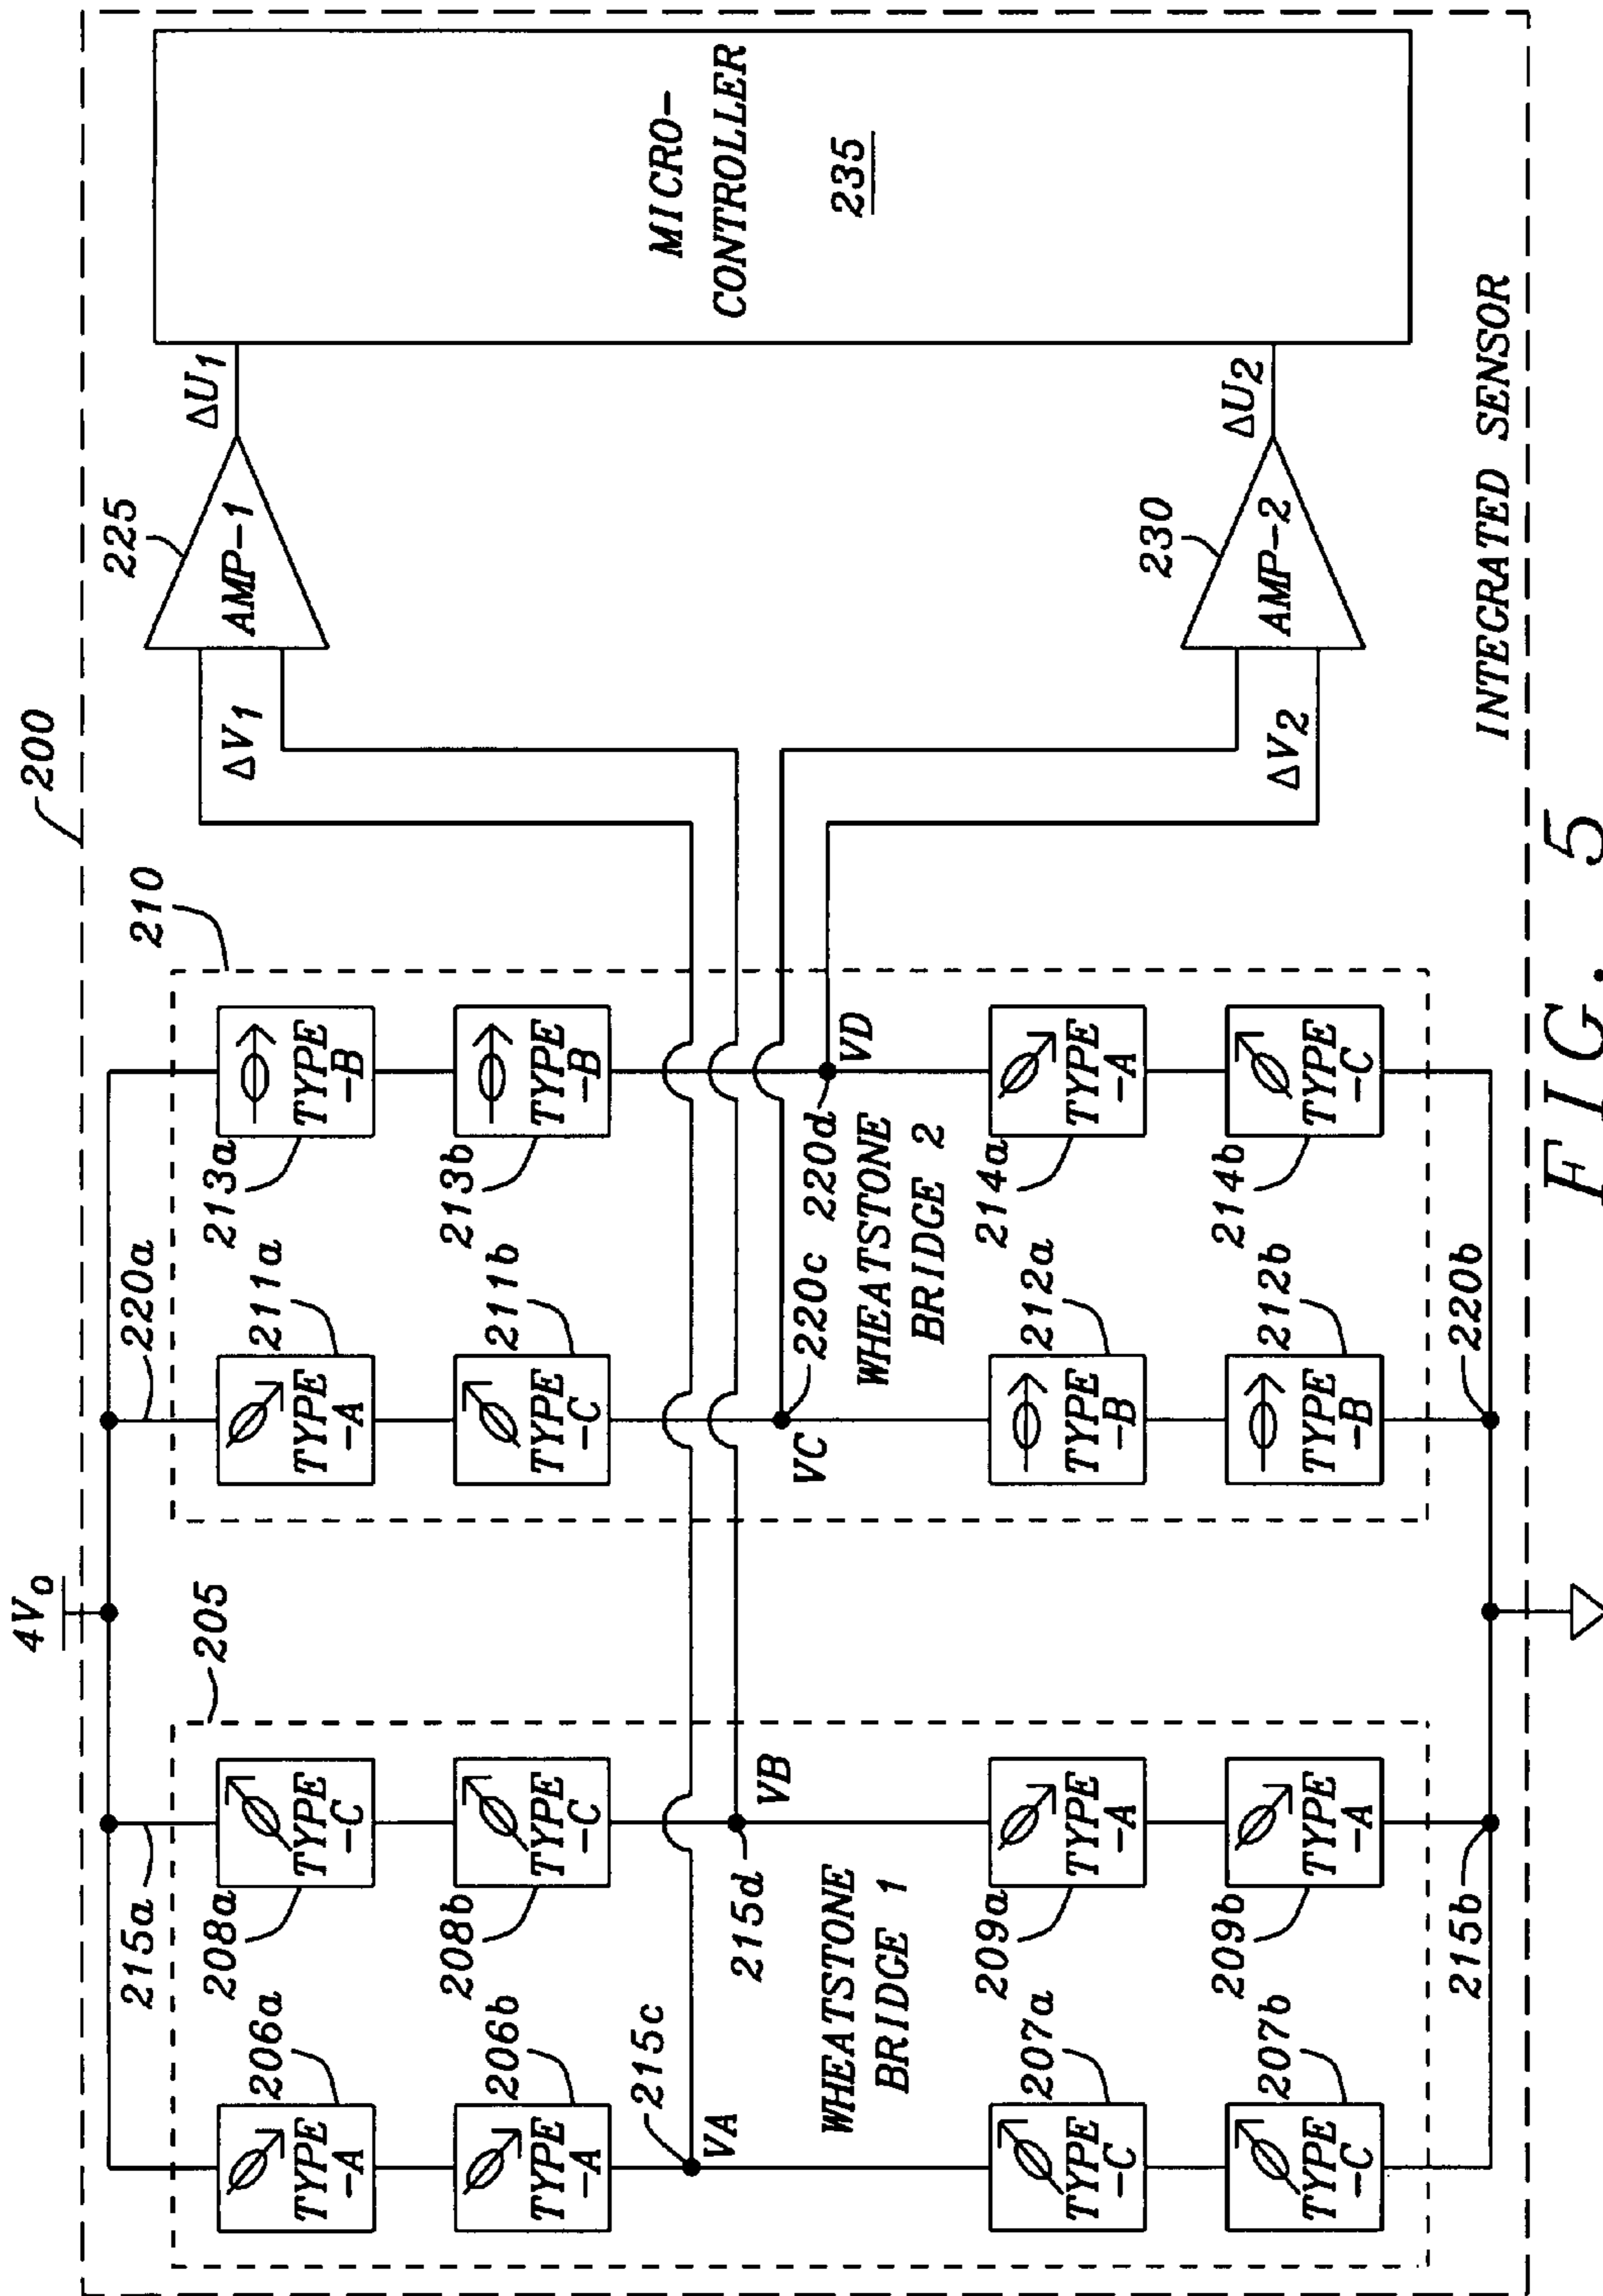 200
4V0
205
210
215a
220a
206a
TYPE
-A
208a
TYPE
-C
211a
TYPE
-A
213a
TYPE
-B
206b
TYPE
-A
208b
TYPE
-C
211b
TYPE
-C
213b
TYPE
-B
215c
VA
215d
VB
220c
VC
220d
VD
WHEATSTONE
BRIDGE 1
WHEATSTONE
BRIDGE 2
207a
TYPE
-C
209a
TYPE
-A
212a
TYPE
-B
214a
TYPE
-A
207b
TYPE
-C
209b
TYPE
-A
212b
TYPE
-B
214b
TYPE
-C
215b
220b
ΔV1
225
AMP-1
ΔU1
ΔV2
230
AMP-2
ΔU2
MICRO-
CONTROLLER
235
INTEGRATED SENSOR
FIG. 5